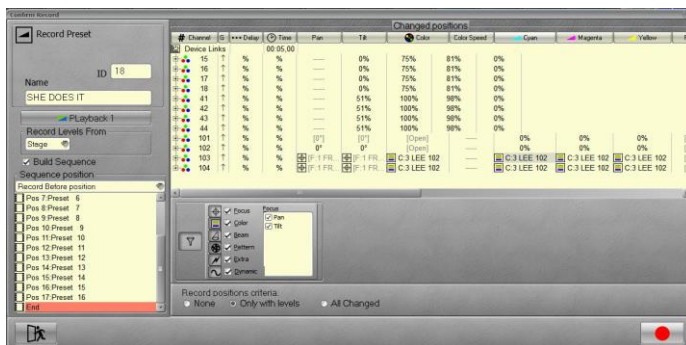 Confirm Record
Record Preset
ID 18
Name
SHE DOES IT
PLayback 1
Record Levels From
Stege
Build Sequence
Sequence position
Record Before position
Pos 7:Preset 6
Pos 8:Preset 7
Pos 9:Preset 8
Pos 10:Preset 9
Pos 11:Preset 10
Pos 12:Preset 11
Pos 13:Preset 12
Pos 14:Preset 13
Pos 15:Preset 14
Pos 16:Preset 15
Pos 17:Preset 16
End
Changed positions
# Channel G Delay Time Pan Tilt Color Color Speed Cyan Magenta Yellow
Device Links 00:05,00
15 % % 0% 75% 81% 0%
16 % % 0% 75% 81% 0%
17 % % 0% 75% 81% 0%
18 % % 0% 75% 81% 0%
41 % % 51% 100% 98% 0%
42 % % 51% 100% 98% 0%
43 % % 51% 100% 98% 0%
44 % % 51% 100% 98% 0%
101 % % [0°] [0°] [Open] 0% 0% 0%
102 % % 0° 0° [Open] 0% 0% 0%
103 % % [F:1 FR... [F:1 FR... C:3 LEE 102 C:3 LEE 102 C:3 LEE 102 C:3 LEE 102
104 % % [F:1 FR... [F:1 FR... C:3 LEE 102 C:3 LEE 102 C:3 LEE 102 C:3 LEE 102
Focus
Color
Beam
Pattern
Extra
Dynamic
Focus
Pan
Tilt
Record positions criteria:
None Only with levels All Changed